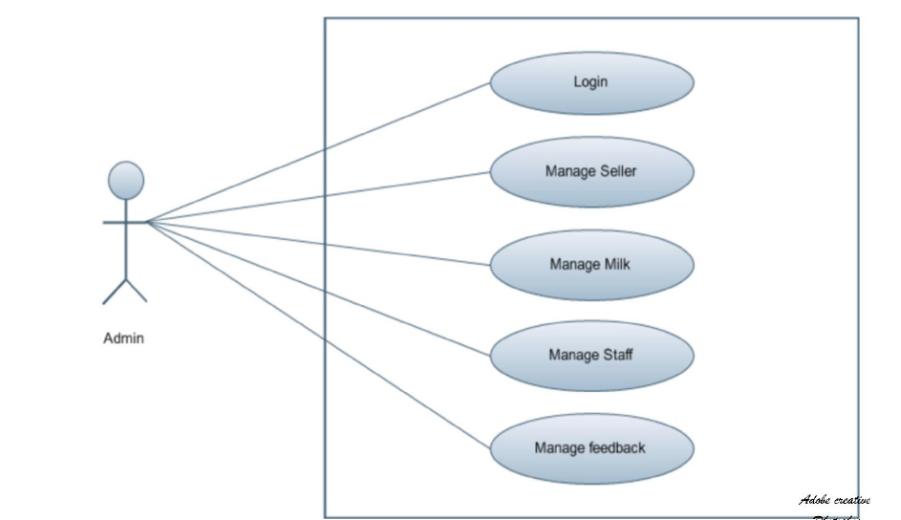 Login
Manage Seller
Manage Milk
Manage Staff
Manage feedback
Admin
Adobe creative